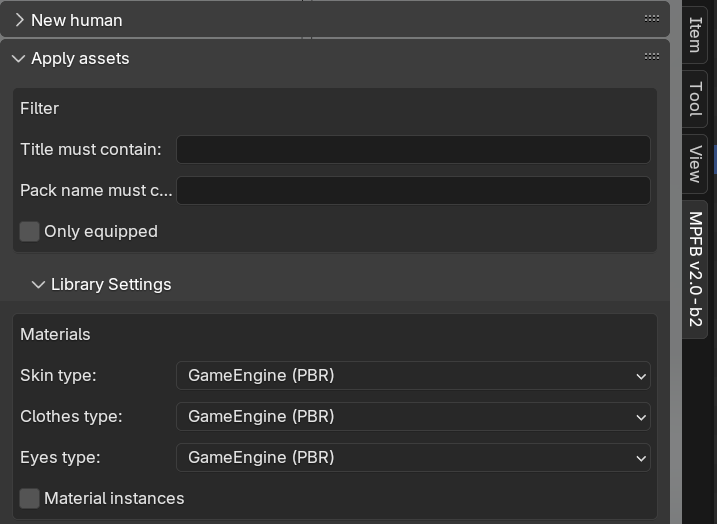 New human
Apply assets
Filter
Title must contain:
Pack name must c...
Only equipped
Library Settings
Materials
Skin type: GameEngine (PBR)
Clothes type: GameEngine (PBR)
Eyes type: GameEngine (PBR)
Material instances
Item
Tool
View
MPFB v2.0-b2